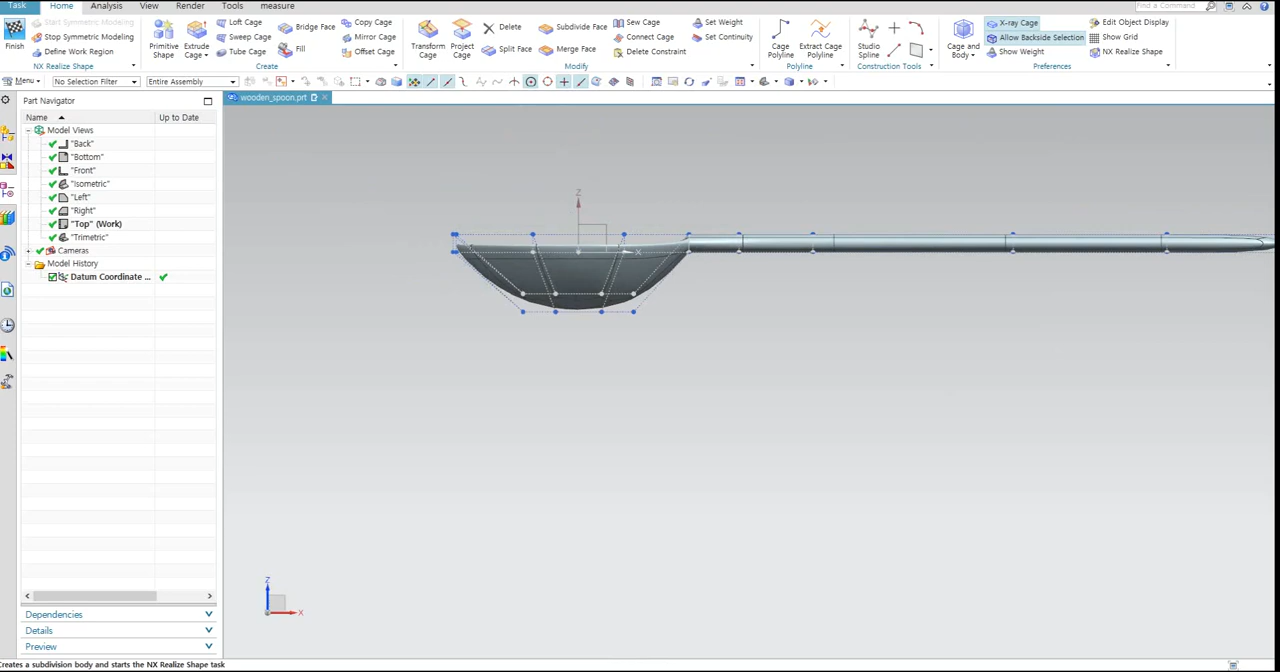 Task Home Analysis View Render Tools measure Type to Find a Command
Start Symmetric Modeling
Stop Symmetric Modeling
Define Work Region
Finish
NX Realize Shape
Primitive Shape
Extrude Cage
Loft Cage
Sweep Cage
Tube Cage
Bridge Face
Fill
Copy Cage
Mirror Cage
Offset Cage
Create
Transform Cage
Project Cage
Delete
Split Face
Subdivide Face
Merge Face
Sew Cage
Connect Cage
Delete Constraint
Set Weight
Set Continuity
Modify
Cage Polyline
Extract Cage Polyline
Polyline
Studio Spline
Construction Tools
Cage and Body
X-ray Cage
Allow Backside Selection
Show Weight
Edit Object Display
Show Grid
NX Realize Shape
Preferences
Menu No Selection Filter Entire Assembly
Part Navigator
wooden_spoon.prt
Name Up to Date
Model Views
"Back"
"Bottom"
"Front"
"Isometric"
"Left"
"Right"
"Top" (Work)
"Trimetric"
Cameras
Model History
Datum Coordinate ...
Z
X
Z
X
Dependencies
Details
Preview
Creates a subdivision body and starts the NX Realize Shape task